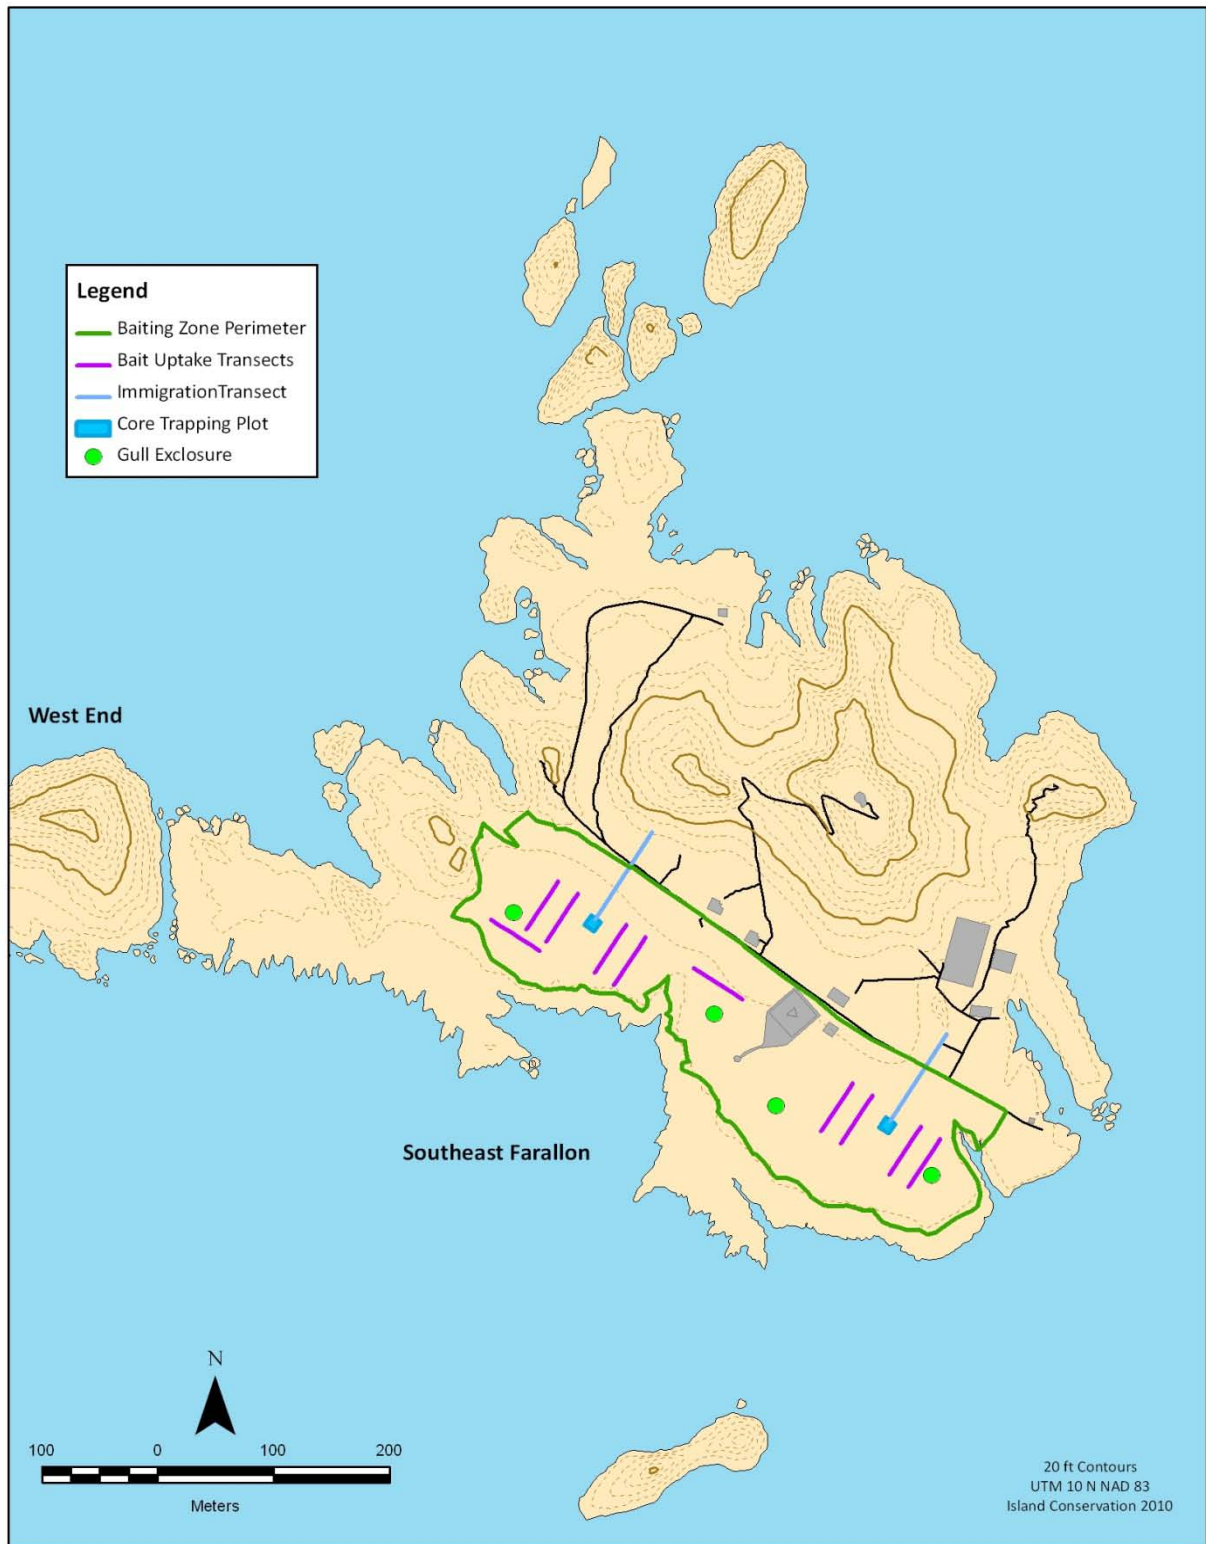 Legend
Baiting Zone Perimeter
Bait Uptake Transects
ImmigrationTransect
Core Trapping Plot
Gull Exclosure
West End
Southeast Farallon
N
100 0 100 200
Meters
20 ft Contours
UTM 10 N NAD 83
Island Conservation 2010